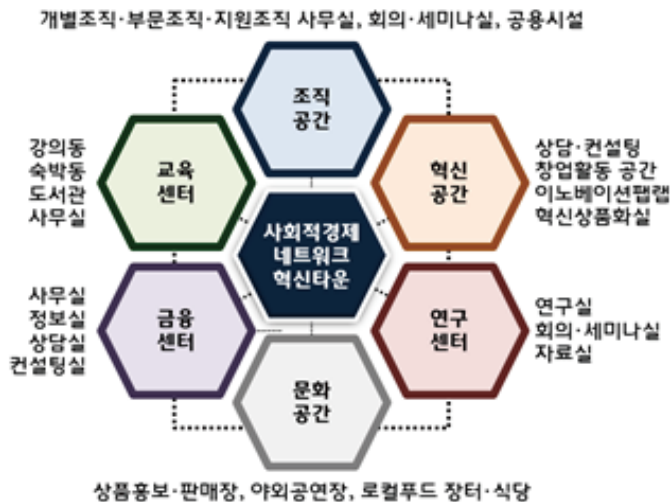 개별조직·부문조직·지원조직 사무실, 회의·세미나실, 공용시설
조직
공간
강의동
숙박동
도서관
사무실
교육
센터
혁신
공간
상담·컨설팅
창업활동 공간
이노베이션팹랩
혁신상품화실
사회적경제
네트워크
혁신타운
사무실
정보실
상담실
컨설팅실
금융
센터
연구
센터
연구실
회의·세미나실
자료실
문화
공간
상품홍보·판매장, 야외공연장, 로컬푸드 장터·식당